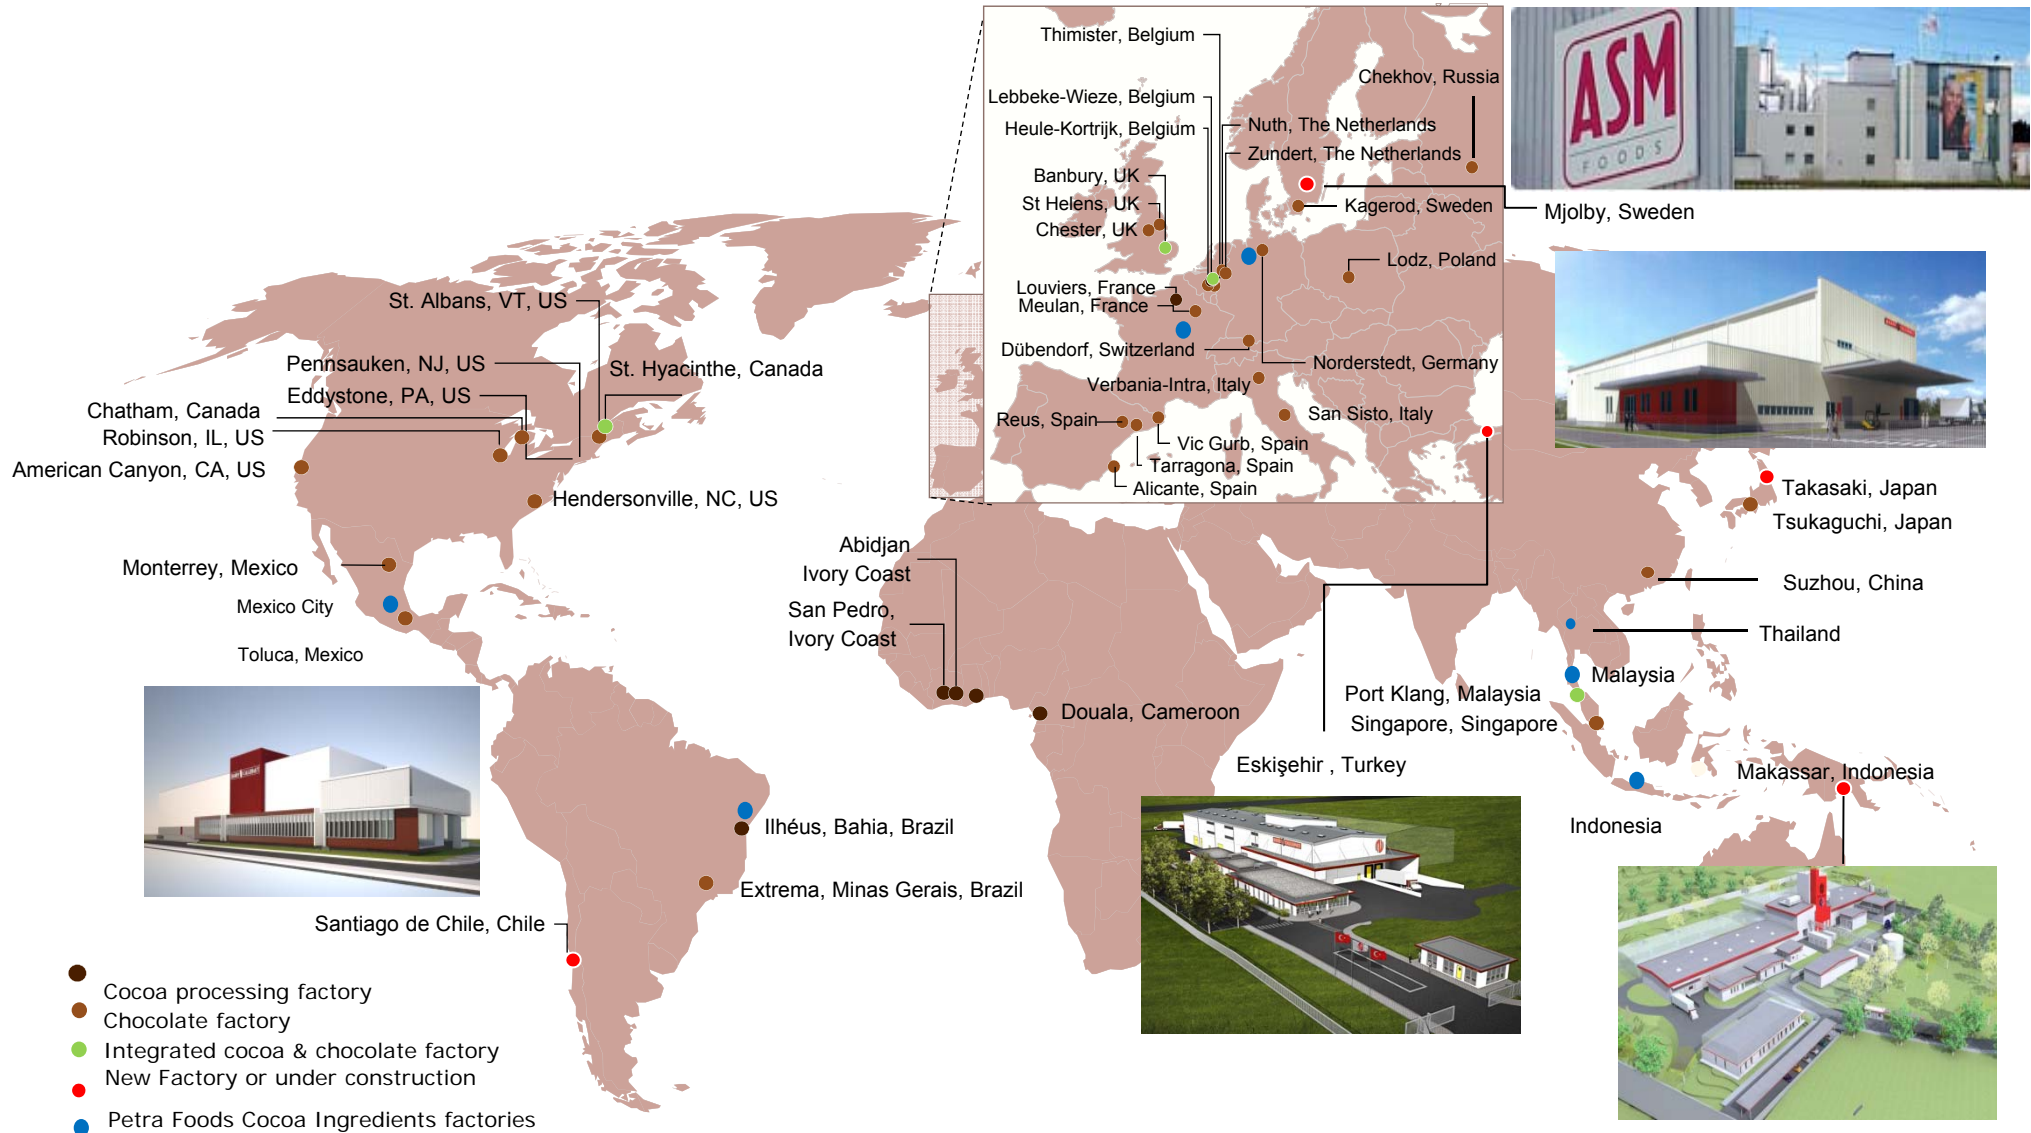 Thimister, Belgium
Chekhov, Russia
Lebbeke-Wieze, Belgium
Heule-Kortrijk, Belgium
Nuth, The Netherlands
Zundert, The Netherlands
Banbury, UK
St Helens, UK
Chester, UK
Kagerod, Sweden
Mjolby, Sweden
ASM
FOODS
Lodz, Poland
Louviers, France
Meulan, France
Dübendorf, Switzerland
Norderstedt, Germany
Verbania-Intra, Italy
San Sisto, Italy
Reus, Spain
Vic Gurb, Spain
Tarragona, Spain
Alicante, Spain
St. Albans, VT, US
Pennsauken, NJ, US
St. Hyacinthe, Canada
Eddystone, PA, US
Chatham, Canada
Robinson, IL, US
American Canyon, CA, US
Hendersonville, NC, US
Monterrey, Mexico
Mexico City
Toluca, Mexico
Abidjan
Ivory Coast
San Pedro,
Ivory Coast
Douala, Cameroon
Eskişehir , Turkey
Takasaki, Japan
Tsukaguchi, Japan
Suzhou, China
Thailand
Malaysia
Port Klang, Malaysia
Singapore, Singapore
Makassar, Indonesia
Indonesia
Ilhéus, Bahia, Brazil
Extrema, Minas Gerais, Brazil
Santiago de Chile, Chile
Cocoa processing factory
Chocolate factory
Integrated cocoa & chocolate factory
New Factory or under construction
Petra Foods Cocoa Ingredients factories